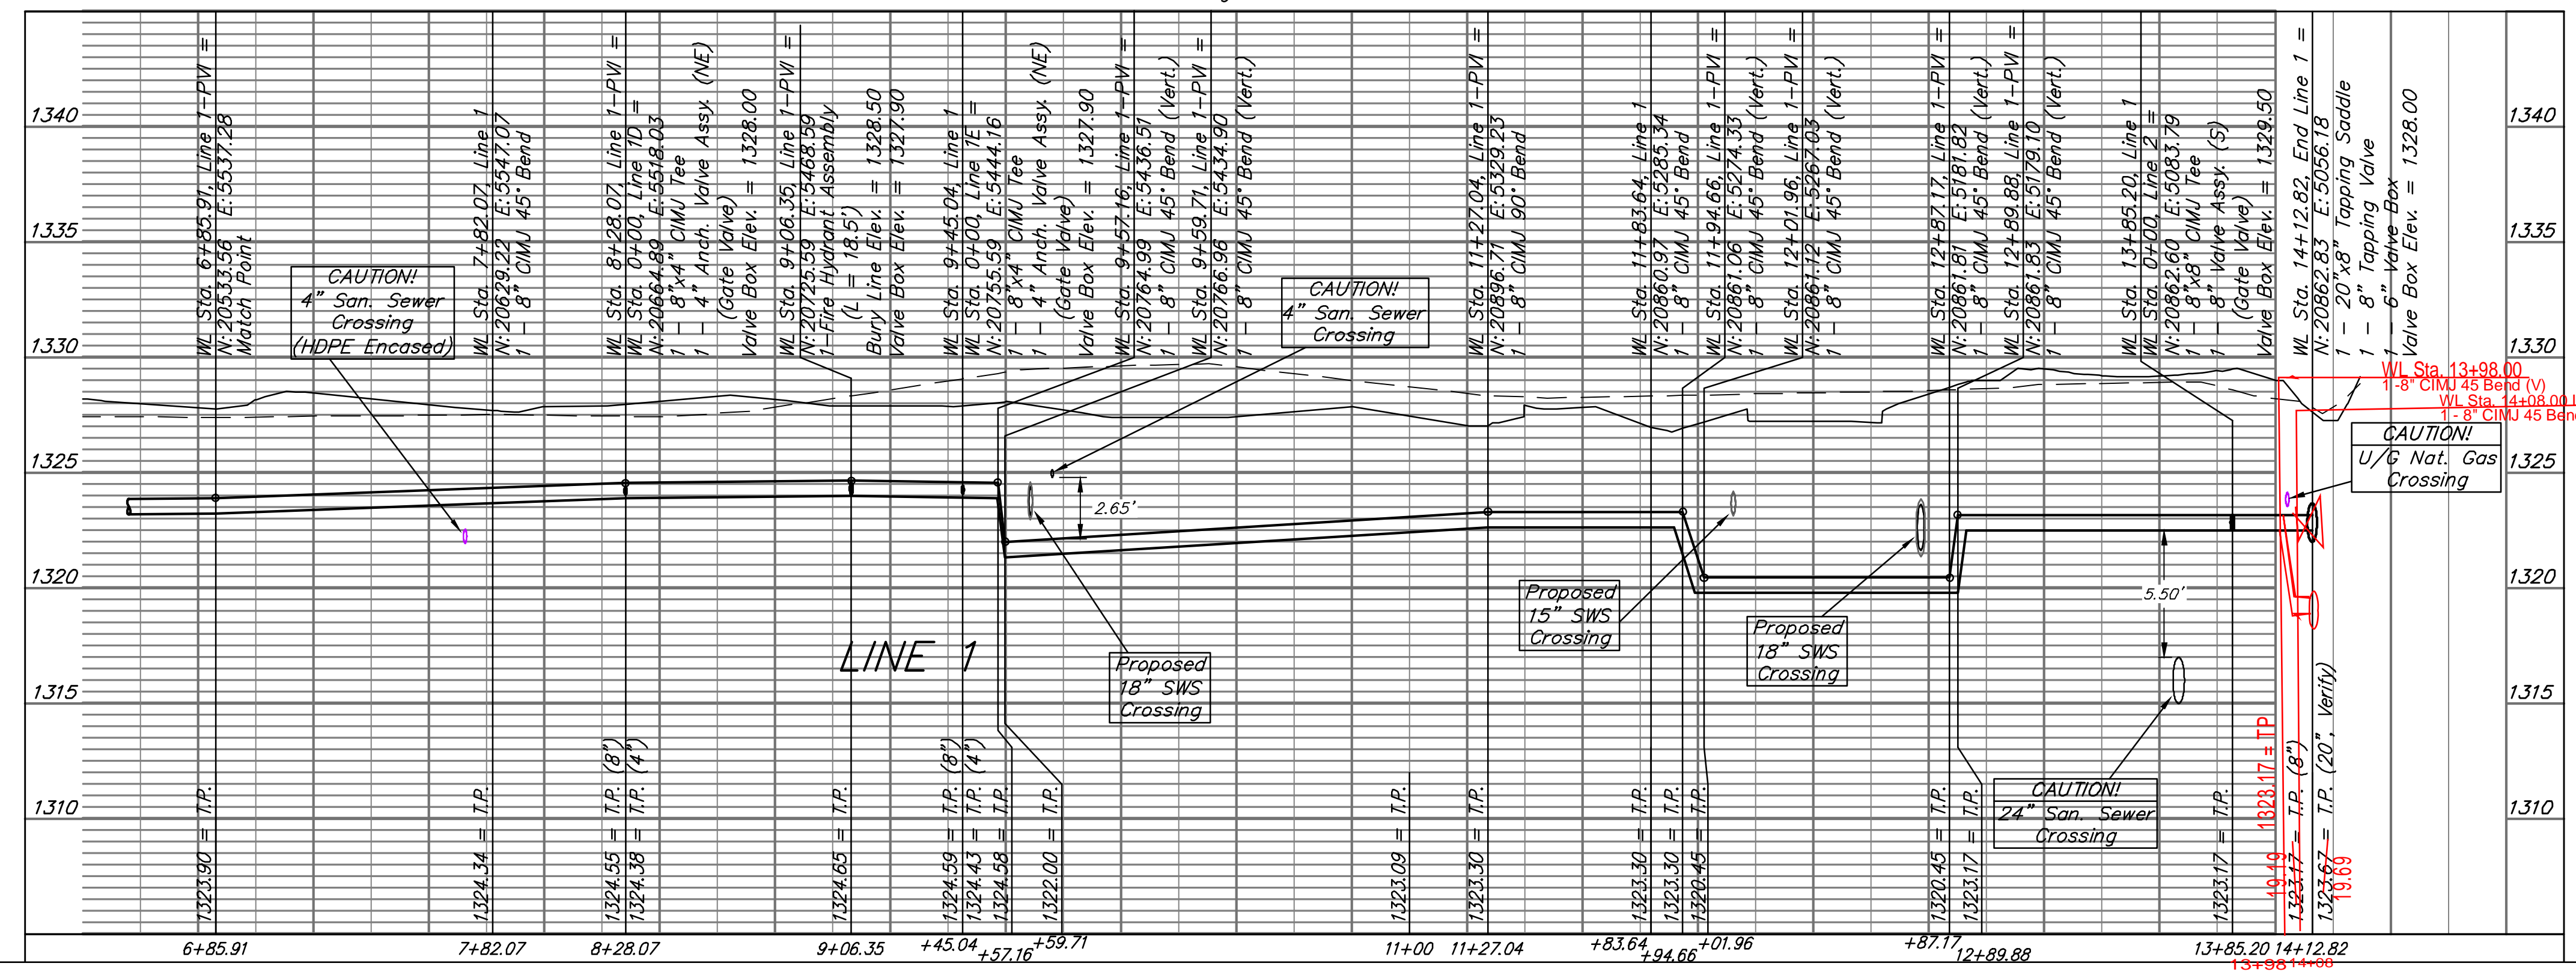 1340
1335
1330
1325
1320
1315
1310
WL Sta. 6+85.91, Line 1-PVI =
N:20533.56 E:5537.28
Match Point
CAUTION!
4" San. Sewer
Crossing
(HDPE Encased)
WL Sta. 7+82.07, Line 1
N:20629.22 E:5547.07
1 - 8" CIMJ 45° Bend
WL Sta. 8+28.07, Line 1-PVI =
WL Sta. 0+00, Line 1D =
N:20664.89 E:5518.03
1 - 8"x4" CIMJ Tee
1 - 4" Anch. Valve Assy. (NE)
(Gate Valve)
Valve Box Elev. = 1328.00
WL Sta. 9+06.35, Line 1-PVI =
N:20725.59 E:5468.59
1-Fire Hydrant Assembly
(L = 18.5')
Bury Line Elev. = 1328.50
Valve Box Elev. = 1327.90
WL Sta. 9+45.04, Line 1
WL Sta. 0+00, Line 1E =
N:20755.59 E:5444.16
1 - 8"x4" CIMJ Tee
1 - 4" Anch. Valve Assy. (NE)
(Gate Valve)
Valve Box Elev. = 1327.90
WL Sta. 9+57.16, Line 1-PVI =
N:20764.99 E:5436.51
1 - 8" CIMJ 45° Bend (Vert.)
WL Sta. 9+59.71, Line 1-PVI =
N:20766.96 E:5434.90
1 - 8" CIMJ 45° Bend (Vert.)
CAUTION!
4" San. Sewer
Crossing
WL Sta. 11+27.04, Line 1-PVI =
N:20896.71 E:5329.23
1 - 8" CIMJ 90° Bend
WL Sta. 11+83.64, Line 1
N:20860.97 E:5285.34
1 - 8" CIMJ 45° Bend
WL Sta. 11+94.66, Line 1-PVI =
N:20861.06 E:5274.33
1 - 8" CIMJ 45° Bend (Vert.)
WL Sta. 12+01.96, Line 1-PVI =
N:20861.12 E:5267.03
1 - 8" CIMJ 45° Bend (Vert.)
WL Sta. 12+87.17, Line 1-PVI =
N:20861.81 E:5181.82
1 - 8" CIMJ 45° Bend (Vert.)
WL Sta. 12+89.88, Line 1-PVI =
N:20861.83 E:5179.10
1 - 8" CIMJ 45° Bend (Vert.)
WL Sta. 13+85.20, Line 1
WL Sta. 0+00, Line 2 =
N:20862.60 E:5083.79
1 - 8"x8" CIMJ Tee
1 - 8" Valve Assy. (S)
(Gate Valve)
Valve Box Elev. = 1329.50
WL Sta. 14+12.82, End Line 1 =
N:20862.83 E:5056.18
1 - 20"x8" Tapping Saddle
1 - 8" Tapping Valve
1 - 6" Valve Box
Valve Box Elev. = 1328.00
1340
1335
1330
1325
1320
1315
1310
WL Sta. 13+98.00
1 -8" CIMJ 45 Bend (V)
WL Sta. 14+08.00
1 - 8" CIMJ 45
CAUTION!
U/G Nat. Gas
Crossing
2.65'
5.50'
LINE 1
Proposed
18" SWS
Crossing
Proposed
15" SWS
Crossing
Proposed
18" SWS
Crossing
CAUTION!
24" San. Sewer
Crossing
1323.90 = T.P.
1324.34 = T.P.
1324.55 = T.P. (8")
1324.38 = T.P. (4")
1324.65 = T.P.
1324.59 = T.P. (8")
1324.43 = T.P. (4")
1324.58 = T.P.
1322.00 = T.P.
1323.09 = T.P.
1323.30 = T.P.
1323.30 = T.P.
1323.30 = T.P.
1320.45 = T.P.
1320.45 = T.P.
1323.17 = T.P.
1323.17 = T.P.
1323.17 = TP
19.19
1323.17 = T.P. (8")
1323.67 = T.P. (20", Verify)
19.69
6+85.91
7+82.07
8+28.07
9+06.35
+45.04
+57.16
+59.71
11+00
11+27.04
+83.64
+94.66
+01.96
+87.17
12+89.88
13+85.20
14+12.82
13+98
14+08